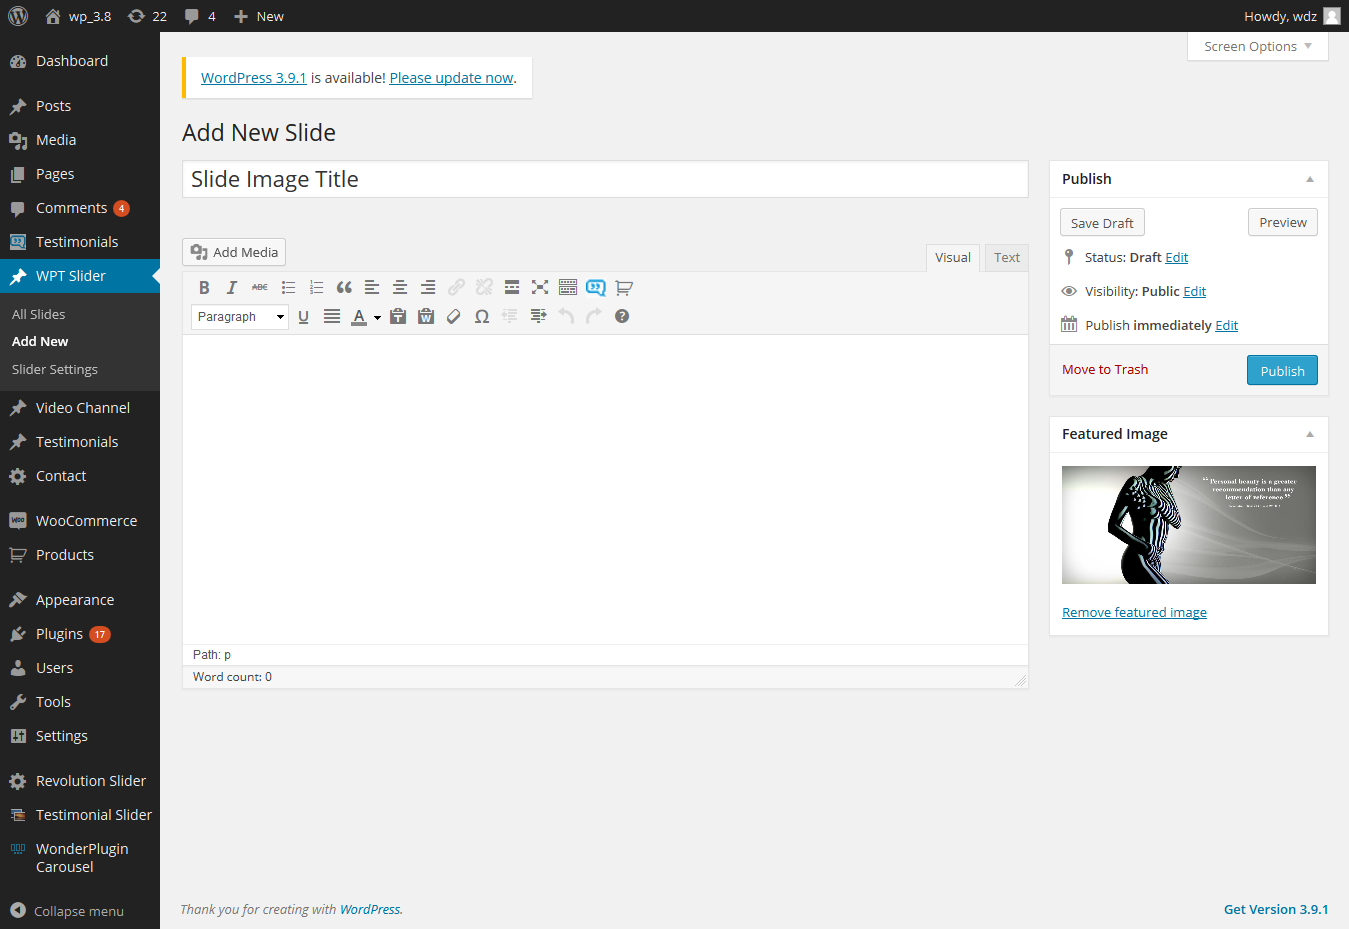 wp_3.8 22 4 New Howdy, wdz
Screen Options
Dashboard
Posts
Media
Pages
Comments 4
Testimonials
WPT Slider
All Slides
Add New
Slider Settings
Video Channel
Testimonials
Contact
WOO WooCommerce
Products
Appearance
Plugins 17
Users
Tools
Settings
Revolution Slider
Testimonial Slider
WonderPlugin
Carousel
Collapse menu
WordPress 3.9.1 is available! Please update now.
Add New Slide
Slide Image Title
Add Media
Visual Text
B I ABC
Paragraph U A T W Ω ?
Path: p
Word count: 0
Publish
Save Draft Preview
Status: Draft Edit
Visibility: Public Edit
Publish immediately Edit
Move to Trash Publish
Featured Image
“ Personal beauty is a greater
recommendation than any
letter of reference ”
Remove featured image
Thank you for creating with WordPress.
Get Version 3.9.1